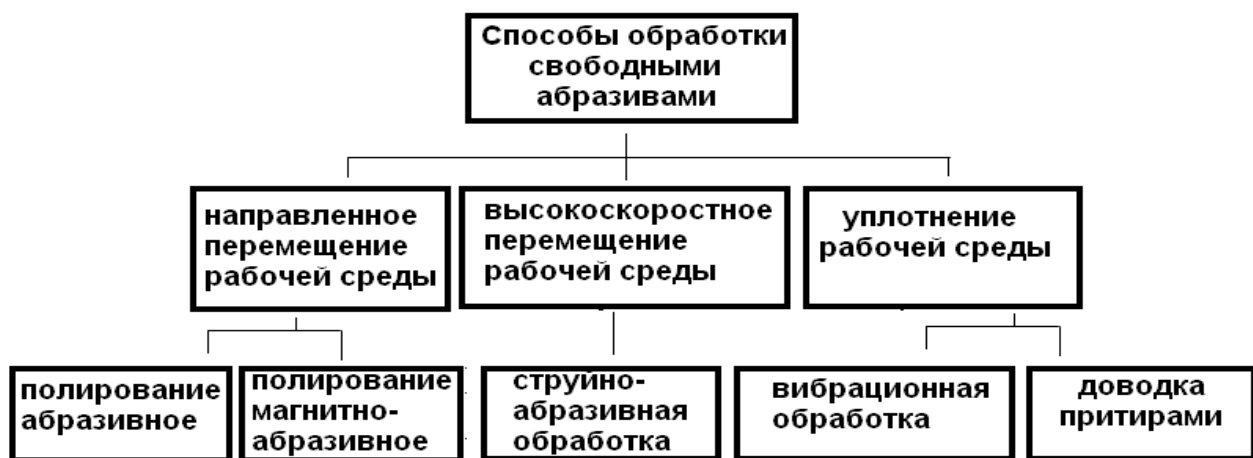 Способы обработки
свободными
абразивами
направленное
перемещение
рабочей среды
высокоскоростное
перемещение
рабочей среды
уплотнение
рабочей среды
полирование
абразивное
полирование
магнитно-
абразивное
струйно-
абразивная
обработка
вибрационная
обработка
доводка
притирами